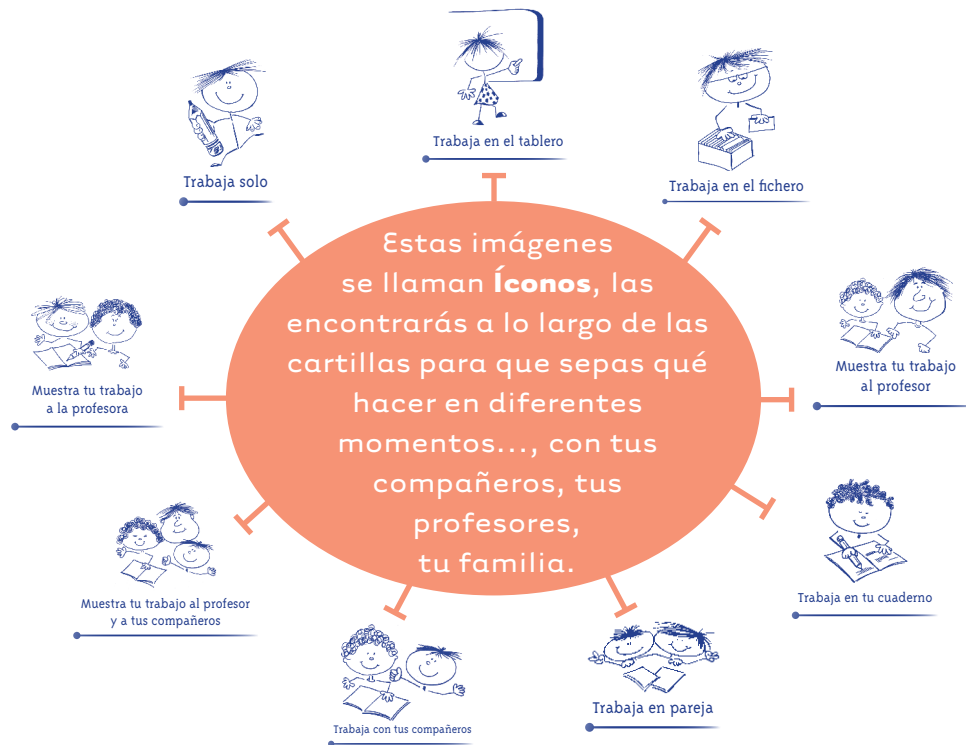 Trabaja en el tablero
Trabaja solo
Trabaja en el fichero
Estas imágenes
se llaman Íconos, las
encontrarás a lo largo de las
cartillas para que sepas qué
hacer en diferentes
momentos..., con tus
compañeros, tus
profesores,
tu familia.
Muestra tu trabajo
a la profesora
Muestra tu trabajo
al profesor
Muestra tu trabajo al profesor
y a tus compañeros
Trabaja en tu cuaderno
Trabaja con tus compañeros
Trabaja en pareja